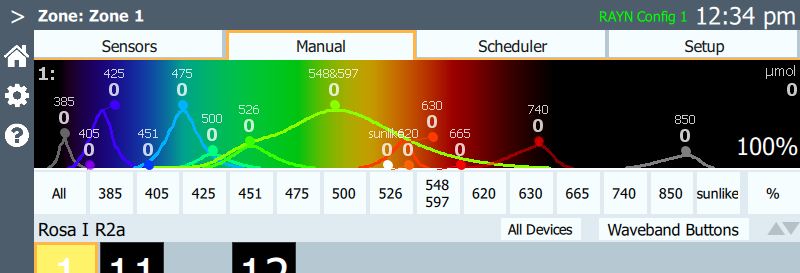 > Zone: Zone 1 RAYN Config 1 12:34 pm
Sensors Manual Scheduler Setup
1: 425 475 548&597 µmol
0 0 0 0
385 526 630
0 0 0
500 740 850
0 0 0
405 451 sunlike 620 665
0 0 0 0 0
100%
All 385 405 425 451 475 500 526 548 597 620 630 665 740 850 sunlike %
Rosa I R2a All Devices Waveband Buttons
1 11 12